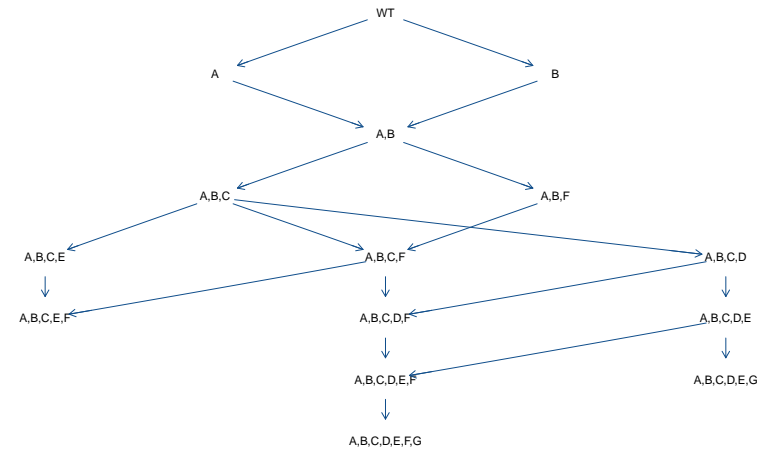 WT
A
B
A,B
A,B,C
A,B,F
A,B,C,E
A,B,C,F
A,B,C,D
A,B,C,E,F
A,B,C,D,F
A,B,C,D,E
A,B,C,D,E,F
A,B,C,D,E,G
A,B,C,D,E,F,G